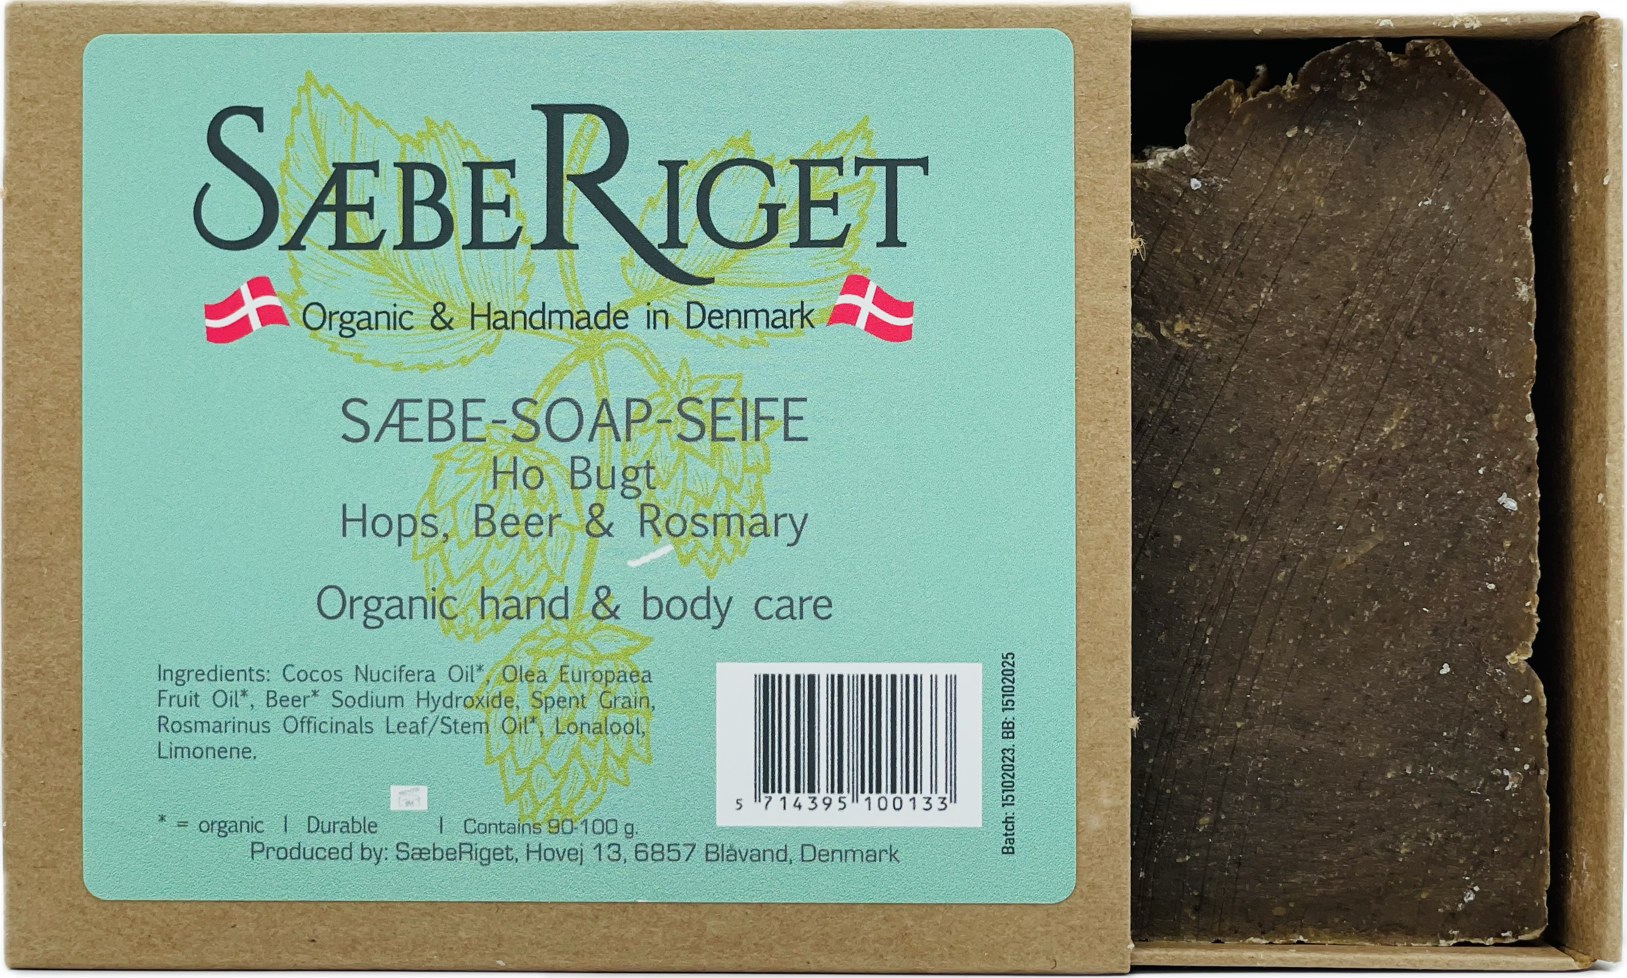 SÆBERIGET
Organic & Handmade in Denmark
SÆBE-SOAP-SEIFE
Ho Bugt
Hops, Beer & Rosmary
Organic hand & body care
Ingredients: Cocos Nucifera Oil*, Olea Europaea
Fruit Oil*, Beer* Sodium Hydroxide, Spent Grain,
Rosmarinus Officinals Leaf/Stem Oil*, Lonalool,
Limonene.
* = organic | Durable | Contains 90-100 g.
Produced by: SæbeRiget, Hovej 13, 6857 Blåvand, Denmark
5 714395 100133
Batch: 15102023. BB: 15102025